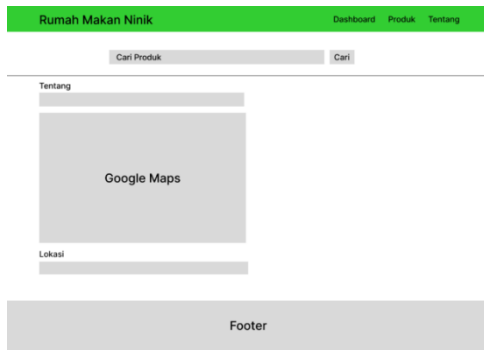 Rumah Makan Ninik Dashboard Produk Tentang
Cari Produk Cari
Tentang
Google Maps
Lokasi
Footer